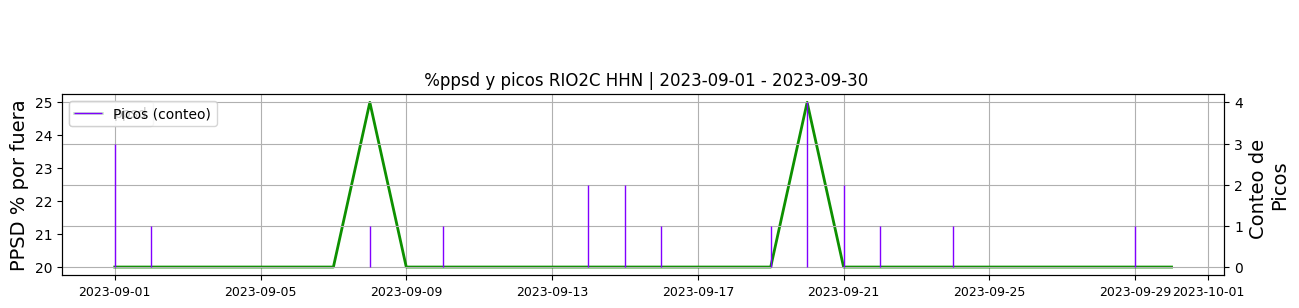 %ppsd y picos RIO2C HHN | 2023-09-01 - 2023-09-30
PPSD % por fuera
25
24
23
22
21
20
Picos (conteo)
4
3
2
1
0
Conteo de
Picos
2023-09-01 2023-09-05 2023-09-09 2023-09-13 2023-09-17 2023-09-21 2023-09-25 2023-09-29 2023-10-01